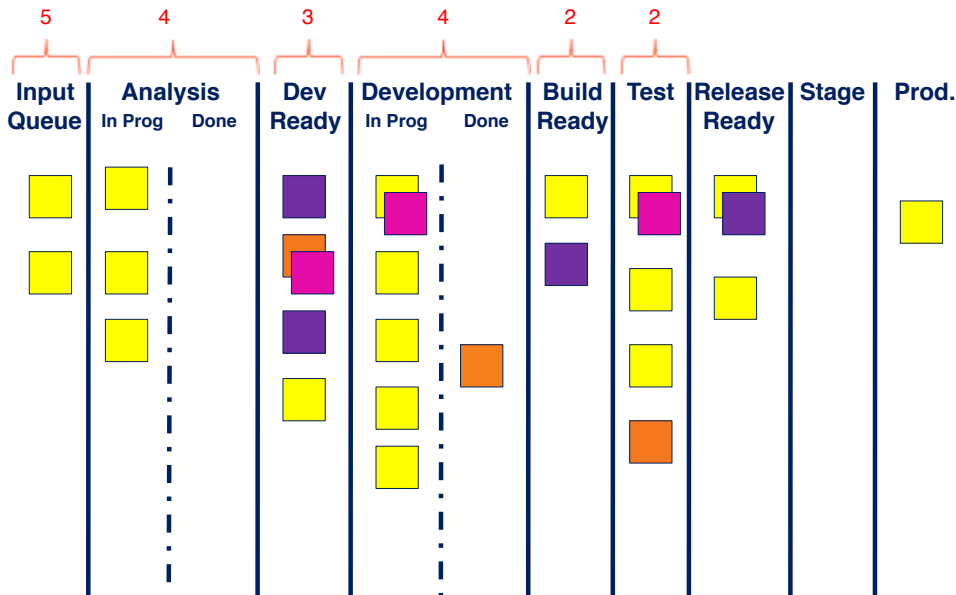 5 4 3 4 2 2
Input Analysis Dev Development Build Test Release Stage Prod.
Queue In Prog Done Ready In Prog Done Ready Ready